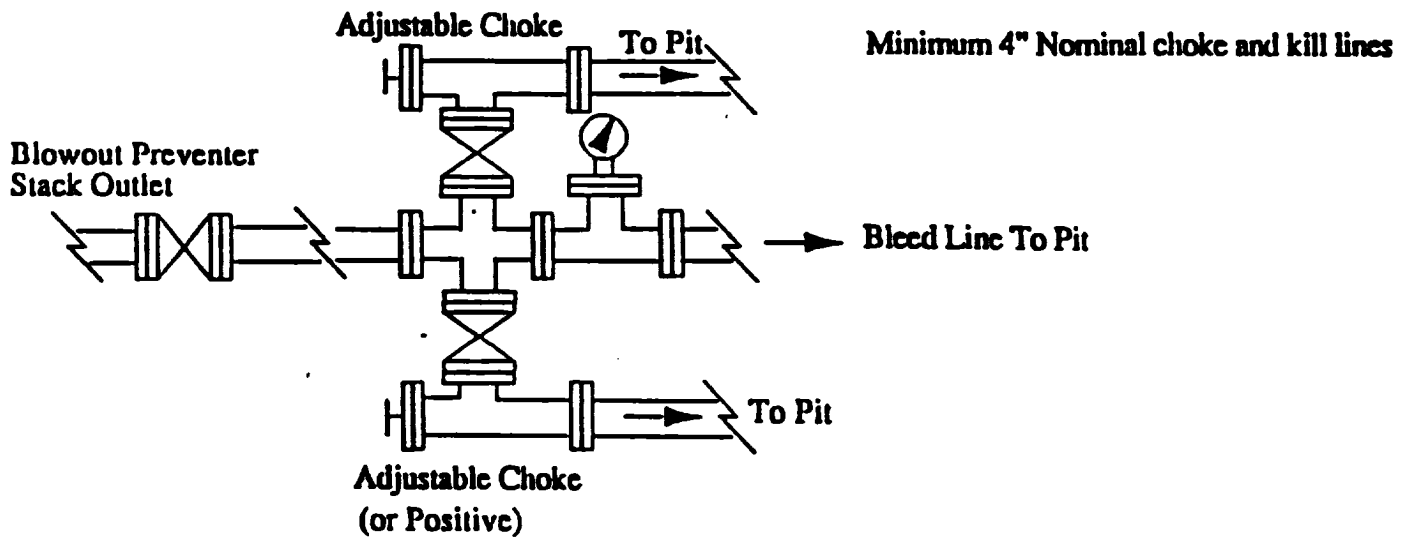 Adjustable Choke
To Pit
Minimum 4" Nominal choke and kill lines
Blowout Preventer
Stack Outlet
Bleed Line To Pit
To Pit
Adjustable Choke
(or Positive)